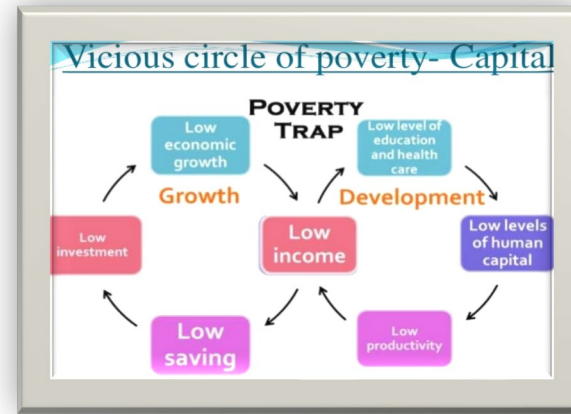 Vicious circle of poverty- Capital
POVERTY
TRAP
Low
economic
growth
Low level of
education
and health
care
Growth
Development
Low
investment
Low
income
Low levels
of human
capital
Low
saving
Low
productivity